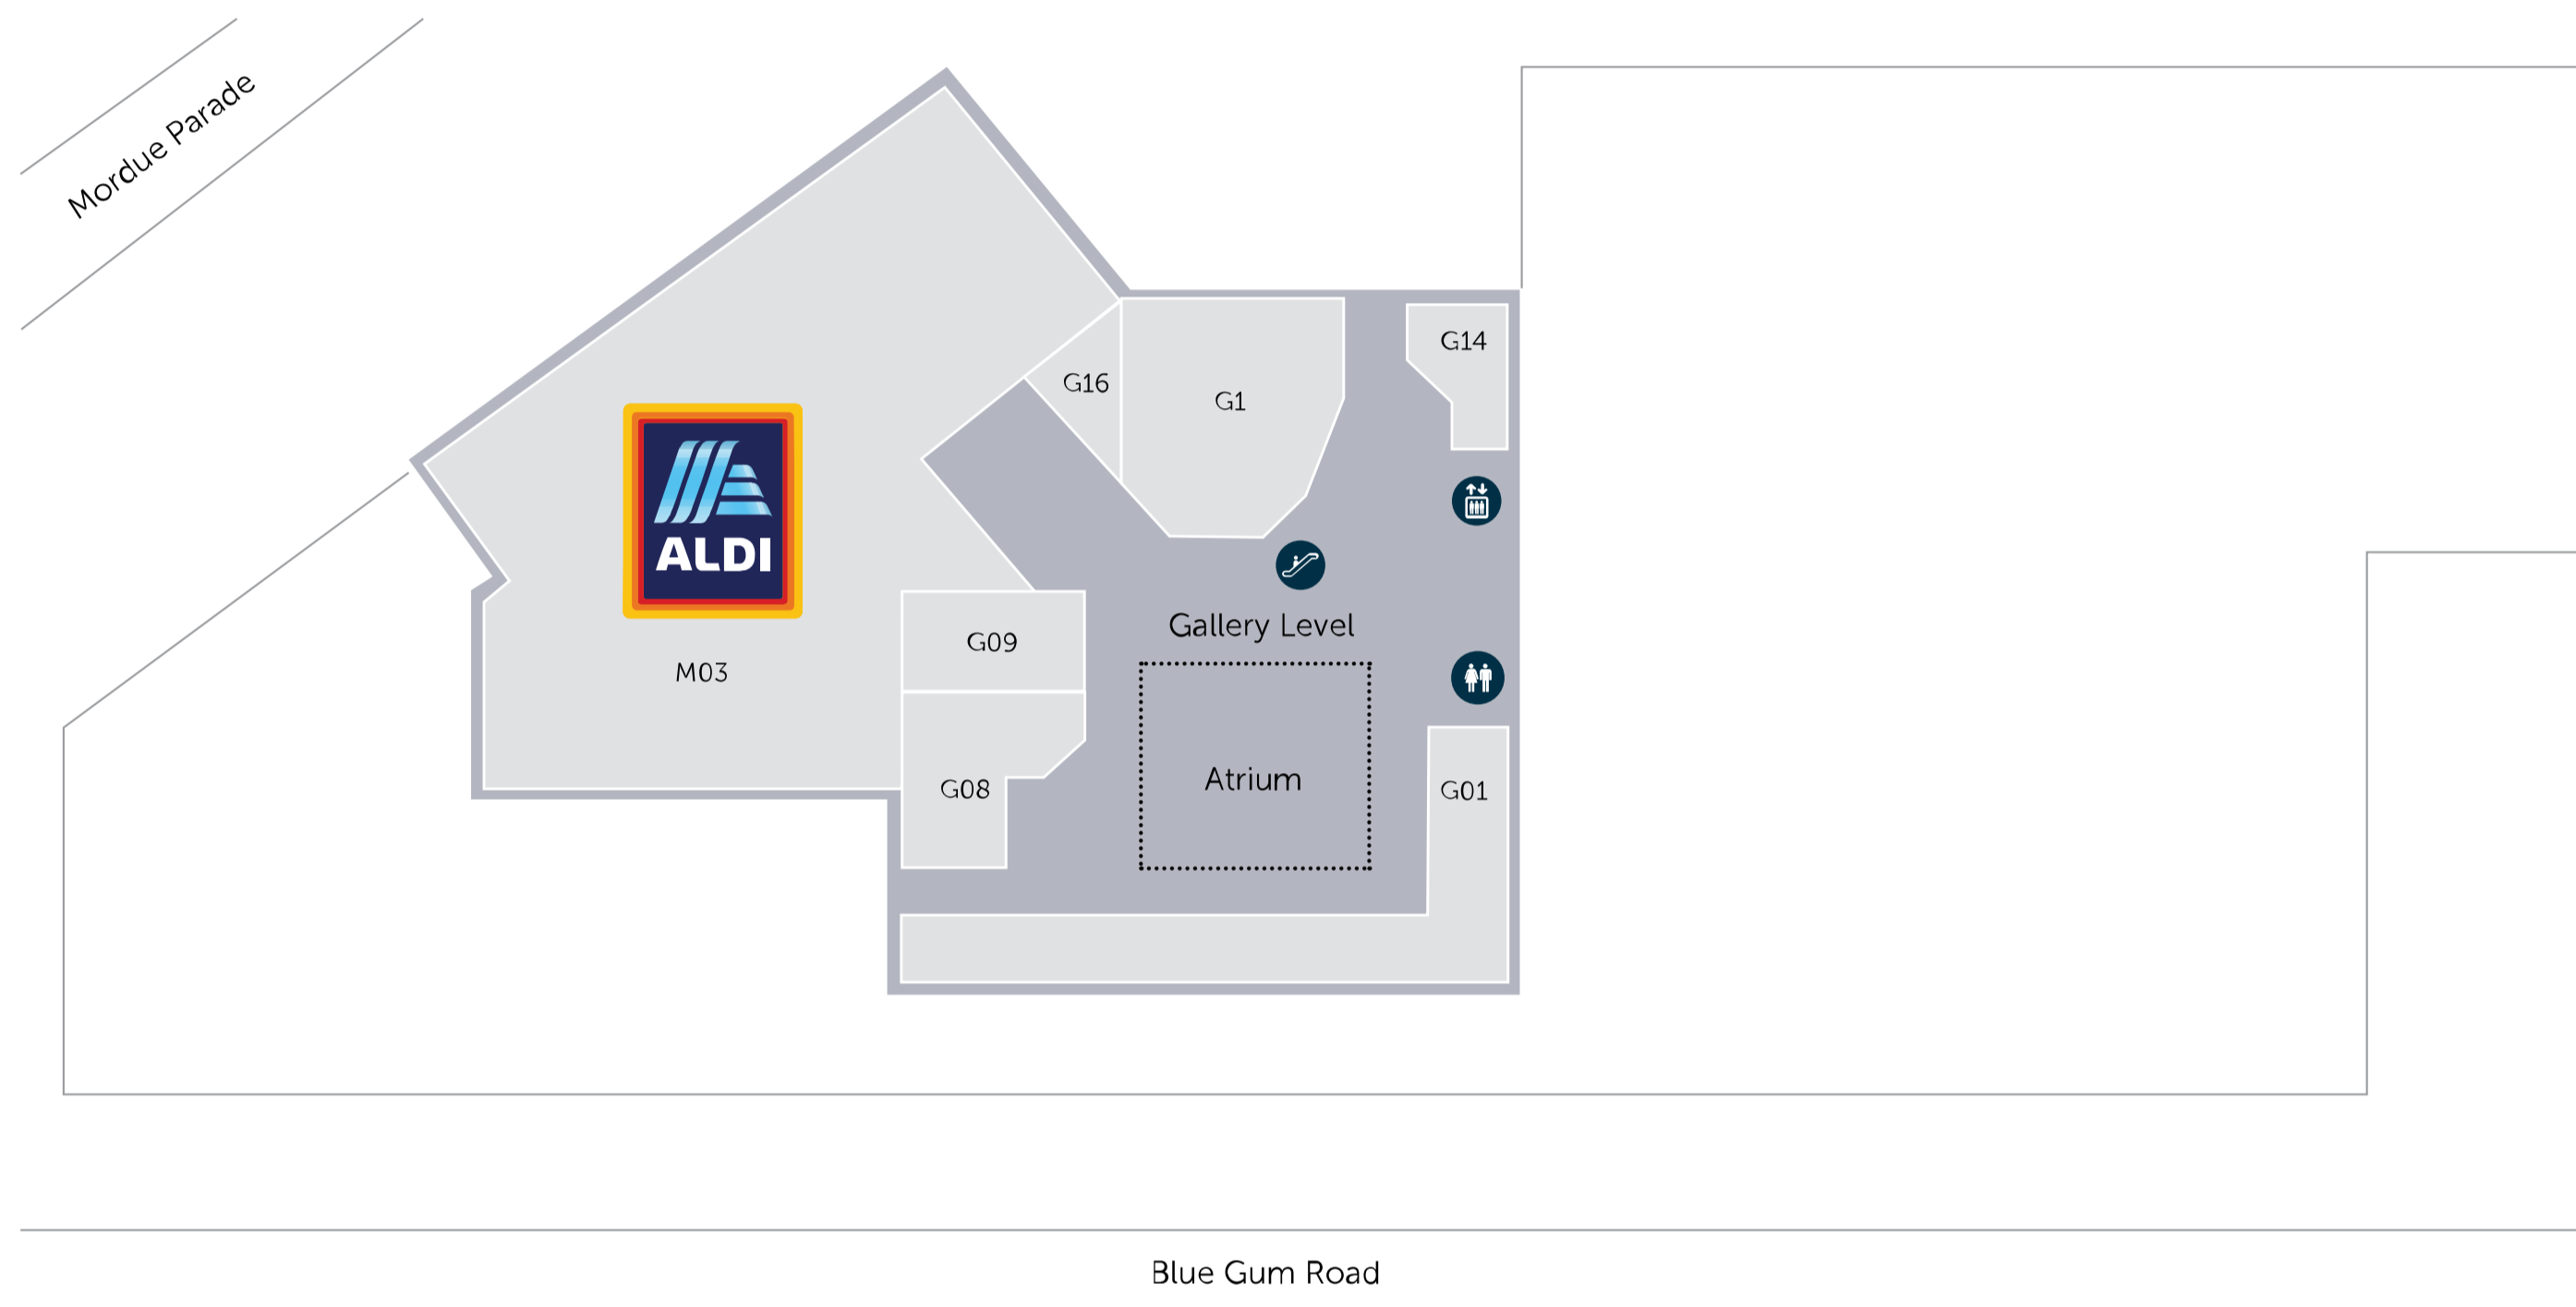 Mordue Parade
G14
G16
G1
ALDI
Gallery Level
G09
M03
Atrium
G08
G01
Blue Gum Road